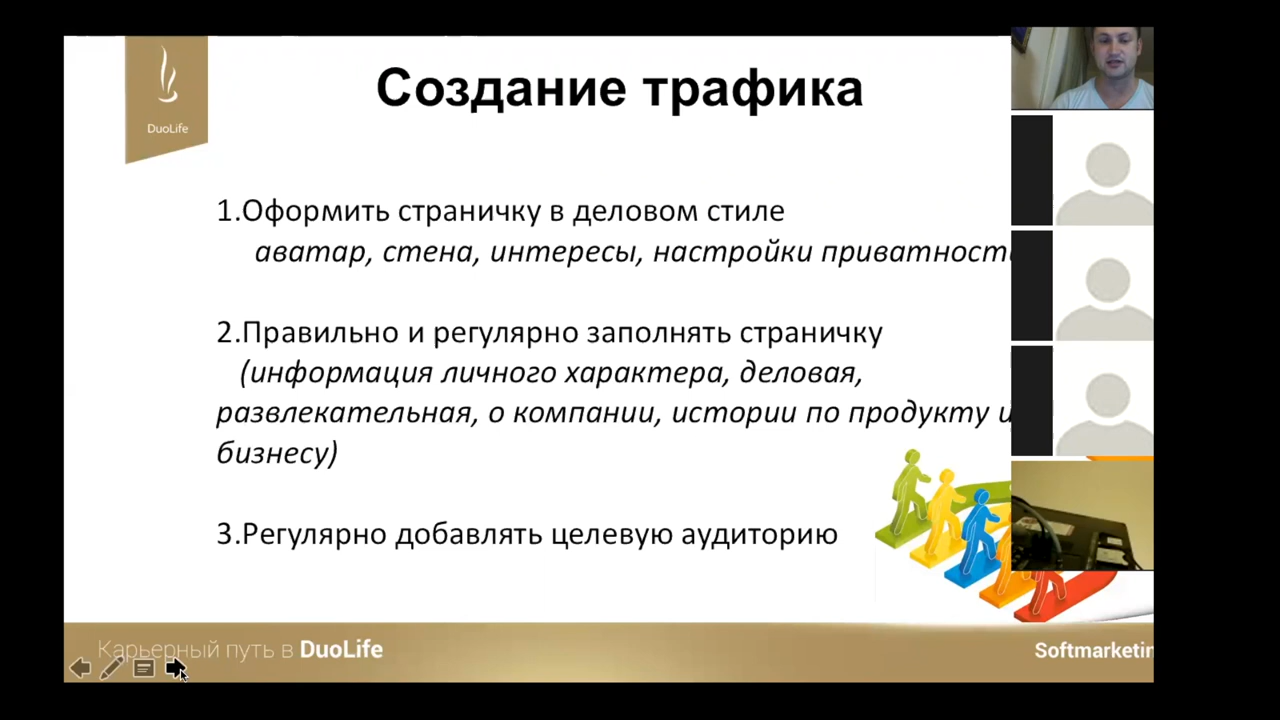 DuoLife
Создание трафика
1.Оформить страничку в деловом стиле
аватар, стена, интересы, настройки приватност
2.Правильно и регулярно заполнять страничку
(информация личного характера, деловая,
развлекательная, о компании, истории по продукту и
бизнесу)
3.Регулярно добавлять целевую аудиторию
Карьерный путь в DuoLife
Softmarketin